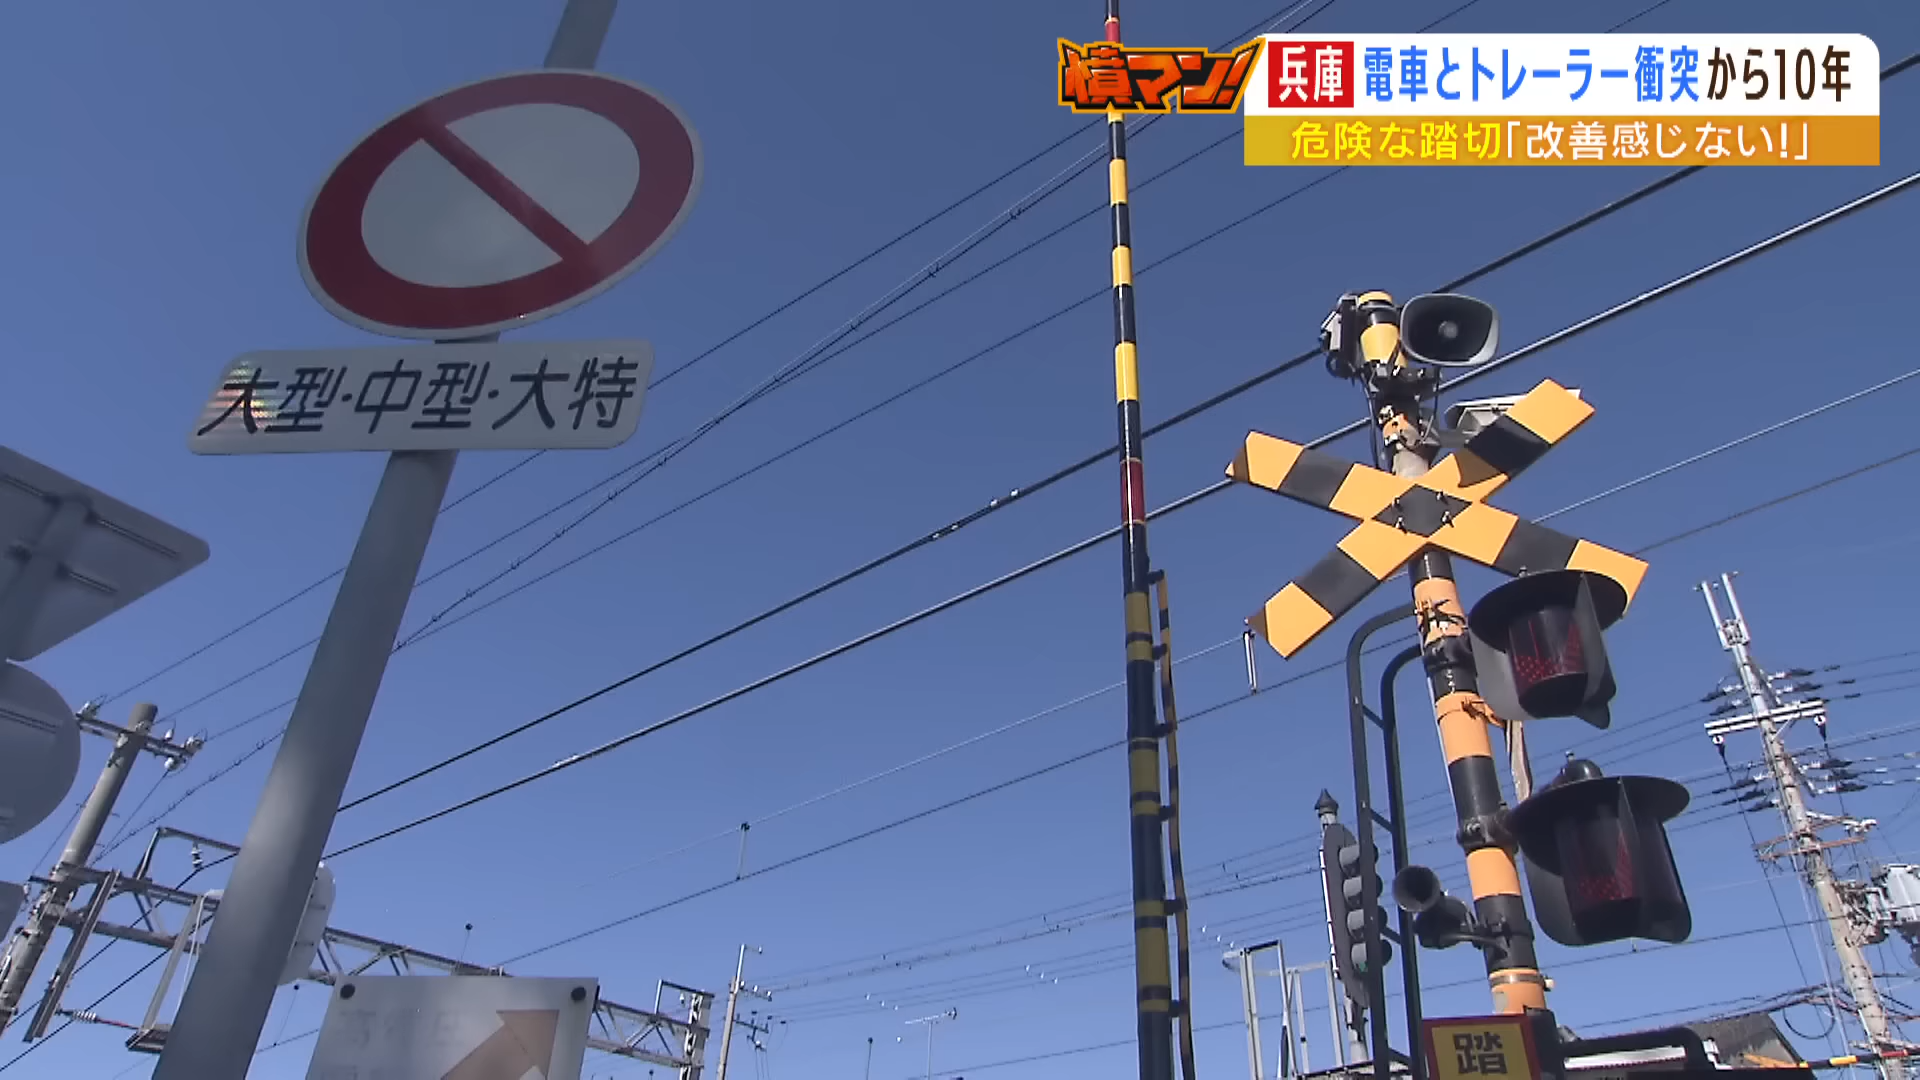 憤マン!
兵庫 電車とトレーラー衝突から10年
危険な踏切「改善感じない!」
大型・中型・大特
踏